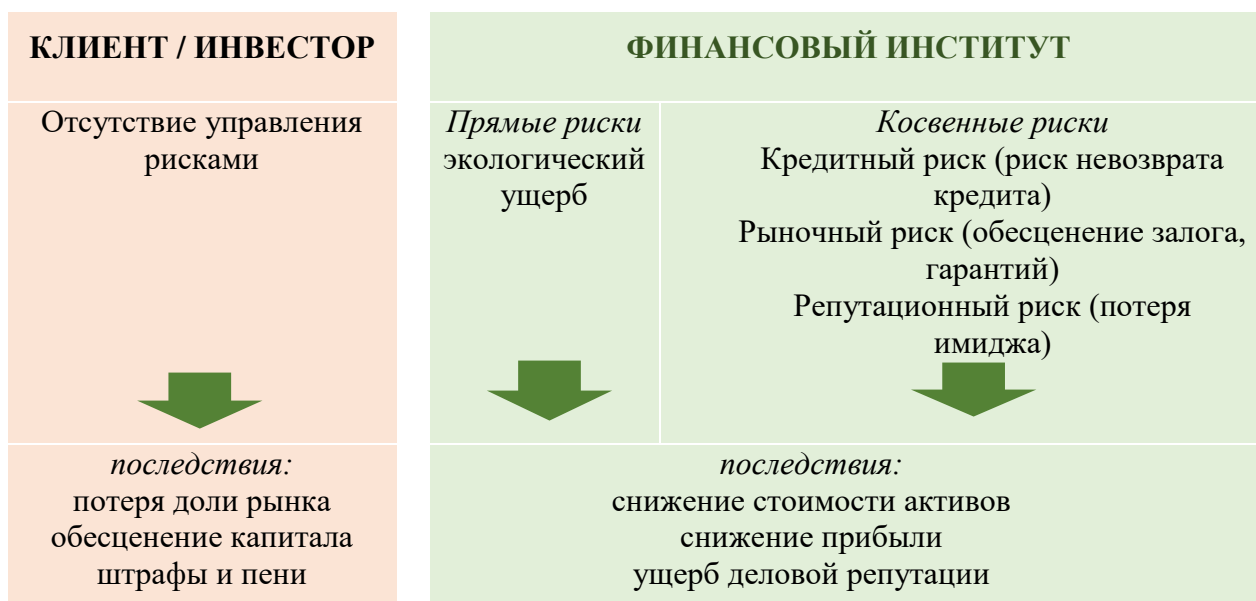 КЛИЕНТ / ИНВЕСТОР
ФИНАНСОВЫЙ ИНСТИТУТ
Отсутствие управления
рисками
Прямые риски
экологический
ущерб
Косвенные риски
Кредитный риск (риск невозврата
кредита)
Рыночный риск (обесценение залога,
гарантий)
Репутационный риск (потеря
имиджа)
последствия:
потеря доли рынка
обесценение капитала
штрафы и пени
последствия:
снижение стоимости активов
снижение прибыли
ущерб деловой репутации